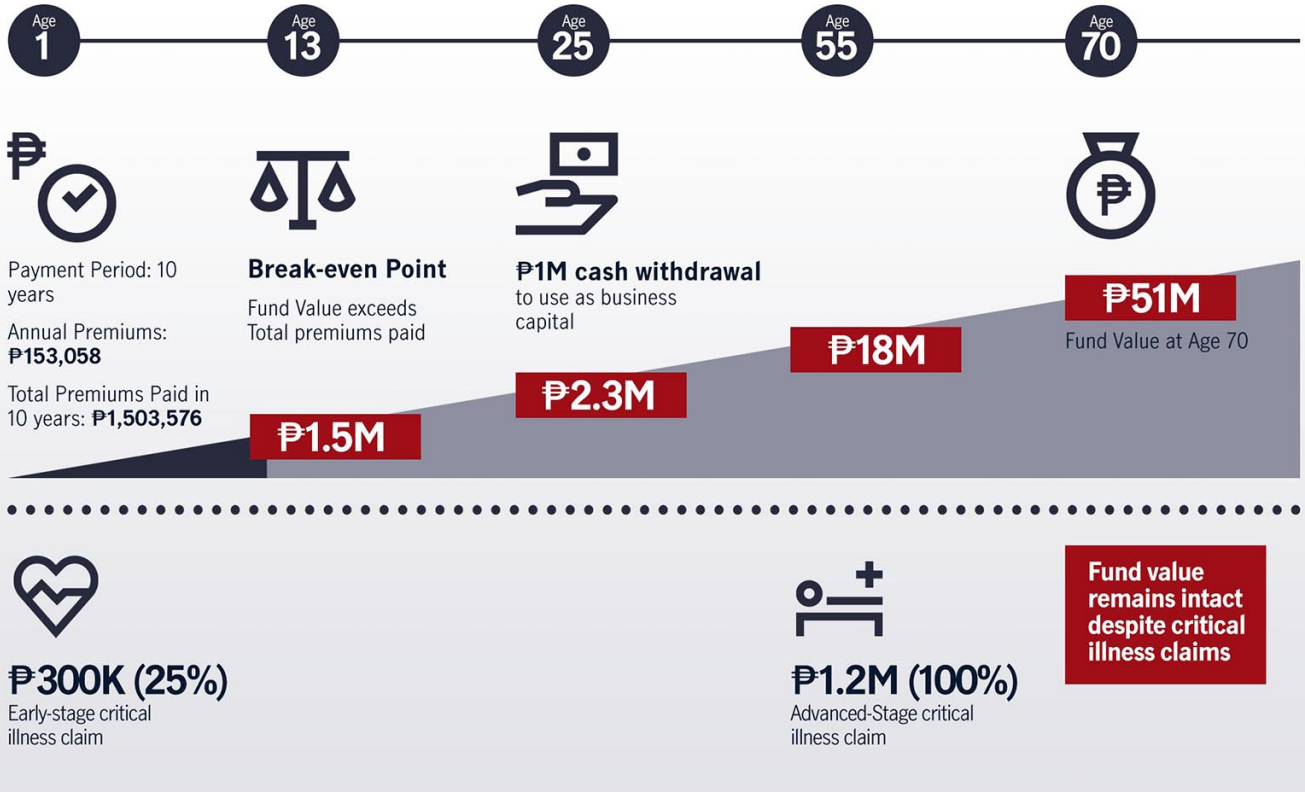 Age
1
Age
13
Age
25
Age
55
Age
70
₱
₱
Payment Period: 10
years
Annual Premiums:
₱153,058
Total Premiums Paid in
10 years: ₱1,503,576
Break-even Point
Fund Value exceeds
Total premiums paid
₱1.5M
₱1M cash withdrawal
to use as business
capital
₱2.3M
₱18M
₱51M
Fund Value at Age 70
₱300K (25%)
Early-stage critical
illness claim
₱1.2M (100%)
Advanced-Stage critical
illness claim
Fund value
remains intact
despite critical
illness claims